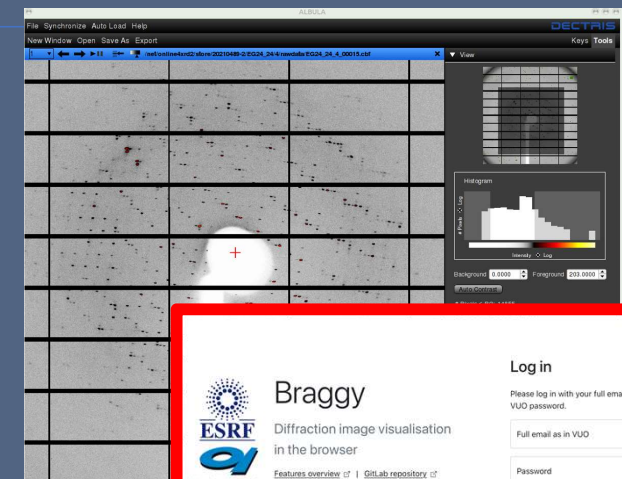 ALBULA
File Synchronize Auto Load Help
DECTRIS
New Window Open Save As Export
Keys Tools
1
/net/online4xrd2/store/20210489-2/EG24_24/4/rawdata/EG24_24_4_00015.cbf
View
Histogram
# Pixels Log
Intensity Log
Background 0.0000 Foreground 203.0000
Auto Contrast
Braggy
Diffraction image visualisation
in the browser
Features overview | GitLab repository
ESRF
Log in
Please log in with your full ema
VUO password.
Full email as in VUO
Password